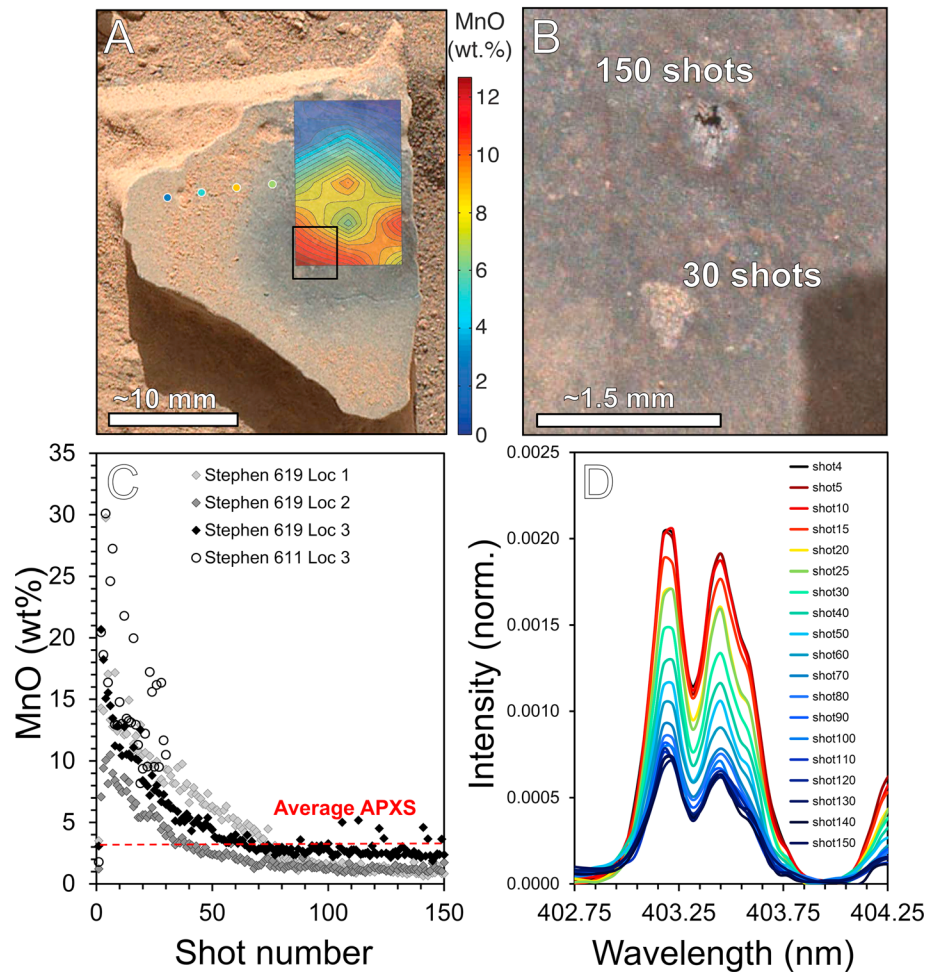 A
MnO
(wt.%)
12
10
8
6
4
2
0
~10 mm
B
150 shots
30 shots
~1.5 mm
C
35
30
25
20
15
10
5
0
MnO (wt%)
Stephen 619 Loc 1
Stephen 619 Loc 2
Stephen 619 Loc 3
Stephen 611 Loc 3
Average APXS
0
50
100
150
Shot number
D
0.0025
0.0020
0.0015
0.0010
0.0005
0.0000
Intensity (norm.)
shot4
shot5
shot10
shot15
shot20
shot25
shot30
shot40
shot50
shot60
shot70
shot80
shot90
shot100
shot110
shot120
shot130
shot140
shot150
402.75
403.25
403.75
404.25
Wavelength (nm)